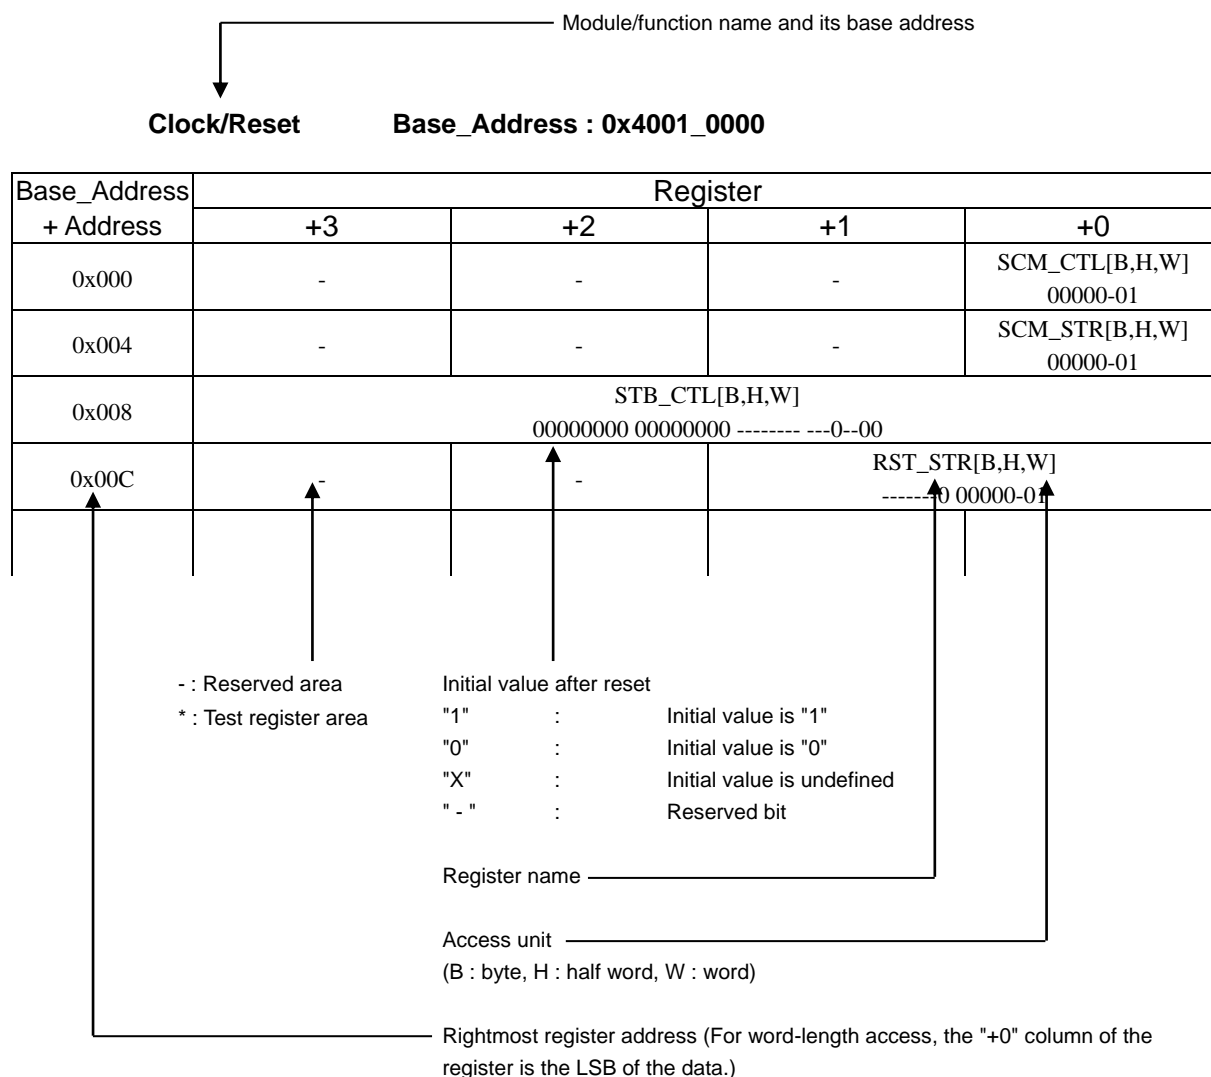 Module/function name and its base address
Clock/Reset Base_Address : 0x4001_0000
Base_Address Register
+ Address +3 +2 +1 +0
0x000 - - - SCM_CTL[B,H,W]
00000-01
0x004 - - - SCM_STR[B,H,W]
00000-01
0x008 STB_CTL[B,H,W]
00000000 00000000 -------- ---0--00
0x00C - - RST_STR[B,H,W]
-------0 00000-01
- : Reserved area Initial value after reset
* : Test register area "1" : Initial value is "1"
"0" : Initial value is "0"
"X" : Initial value is undefined
" - " : Reserved bit
Register name
Access unit
(B : byte, H : half word, W : word)
Rightmost register address (For word-length access, the "+0" column of the
register is the LSB of the data.)